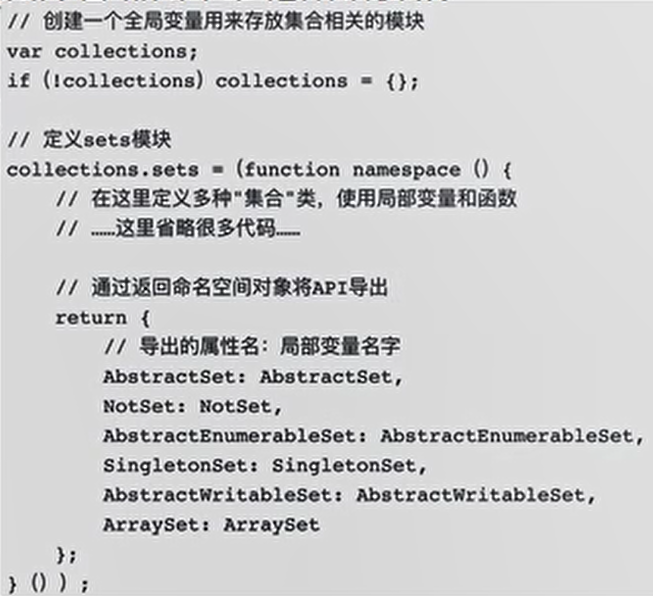 // 创建一个全局变量用来存放集合相关的模块
var collections;
if (!collections) collections = {};
// 定义sets模块
collections.sets = (function namespace () {
    // 在这里定义多种"集合"类，使用局部变量和函数
    // ……这里省略很多代码……
    // 通过返回命名空间对象将API导出
    return {
        // 导出的属性名：局部变量名字
        AbstractSet: AbstractSet,
        NotSet: NotSet,
        AbstractEnumerableSet: AbstractEnumerableSet,
        SingletonSet: SingletonSet,
        AbstractWritableSet: AbstractWritableSet,
        ArraySet: ArraySet
    };
} () ) ;